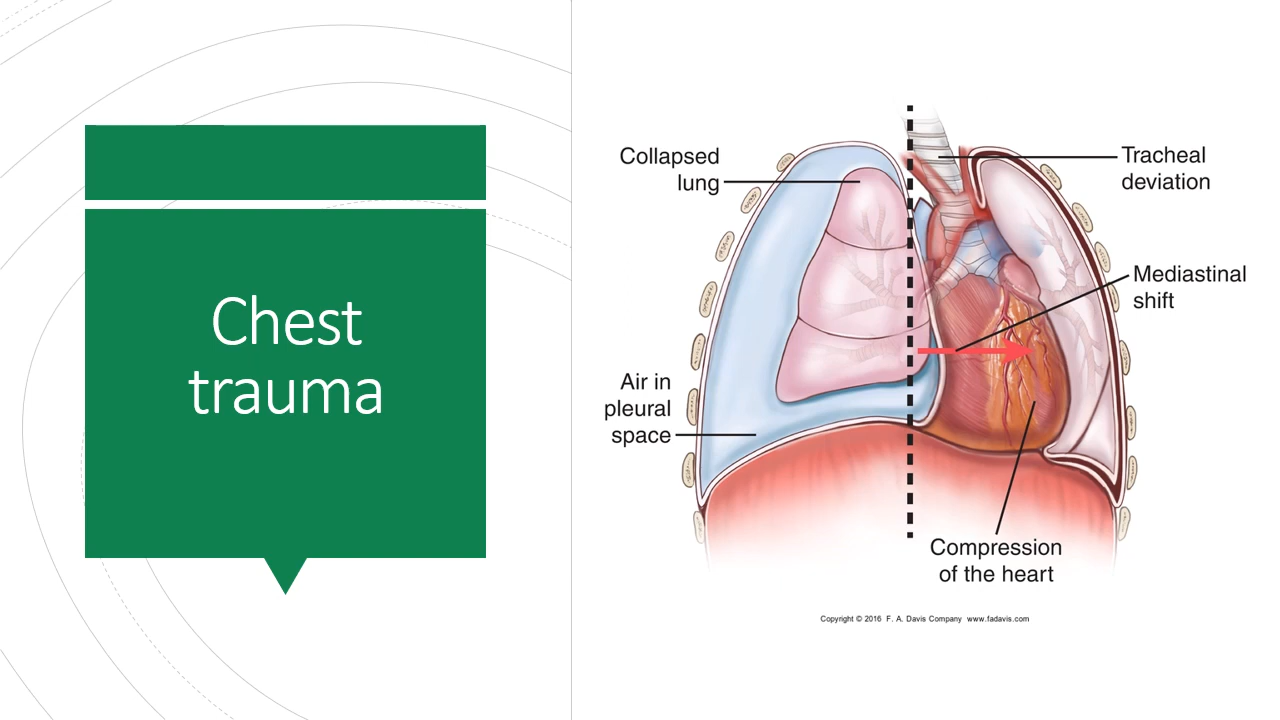 Chest
trauma
Collapsed
lung
Tracheal
deviation
Mediastinal
shift
Air in
pleural
space
Compression
of the heart
Copyright © 2016 F. A. Davis Company www.fadavis.com